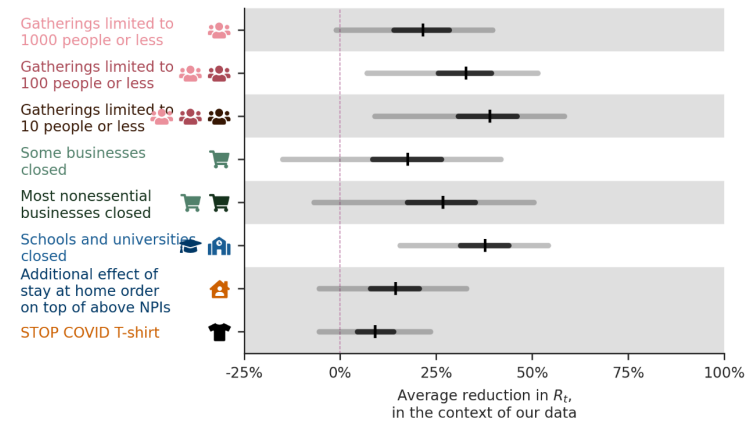 Gatherings limited to
1000 people or less
Gatherings limited to
100 people or less
Gatherings limited to
10 people or less
Some businesses
closed
Most nonessential
businesses closed
Schools and universities
closed
Additional effect of
stay at home order
on top of above NPIs
STOP COVID T-shirt
-25%
0%
25%
50%
75%
100%
Average reduction in Rₜ,
in the context of our data